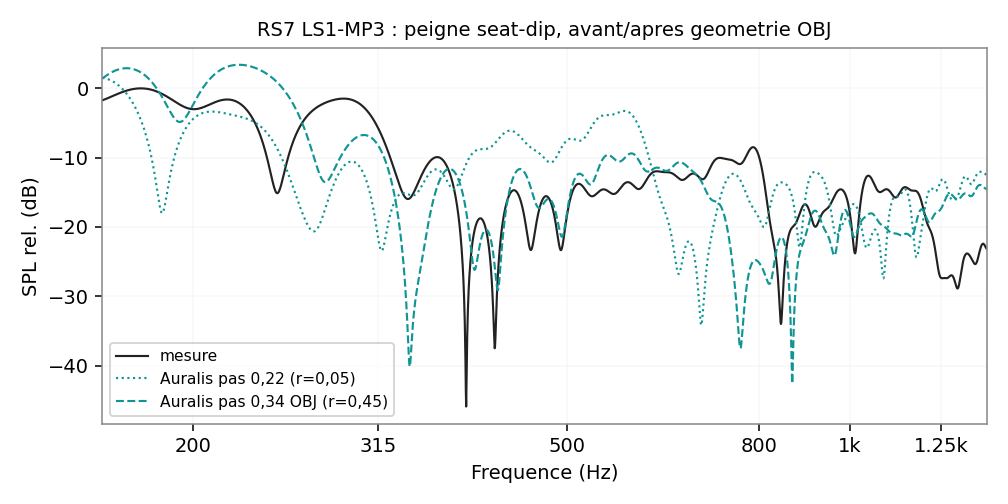 RS7 LS1-MP3 : peigne seat-dip, avant/apres geometrie OBJ
SPL rel. (dB)
0
−10
−20
−30
−40
mesure
Auralis pas 0,22 (r=0,05)
Auralis pas 0,34 OBJ (r=0,45)
200
315
500
800
1k
1.25k
Frequence (Hz)